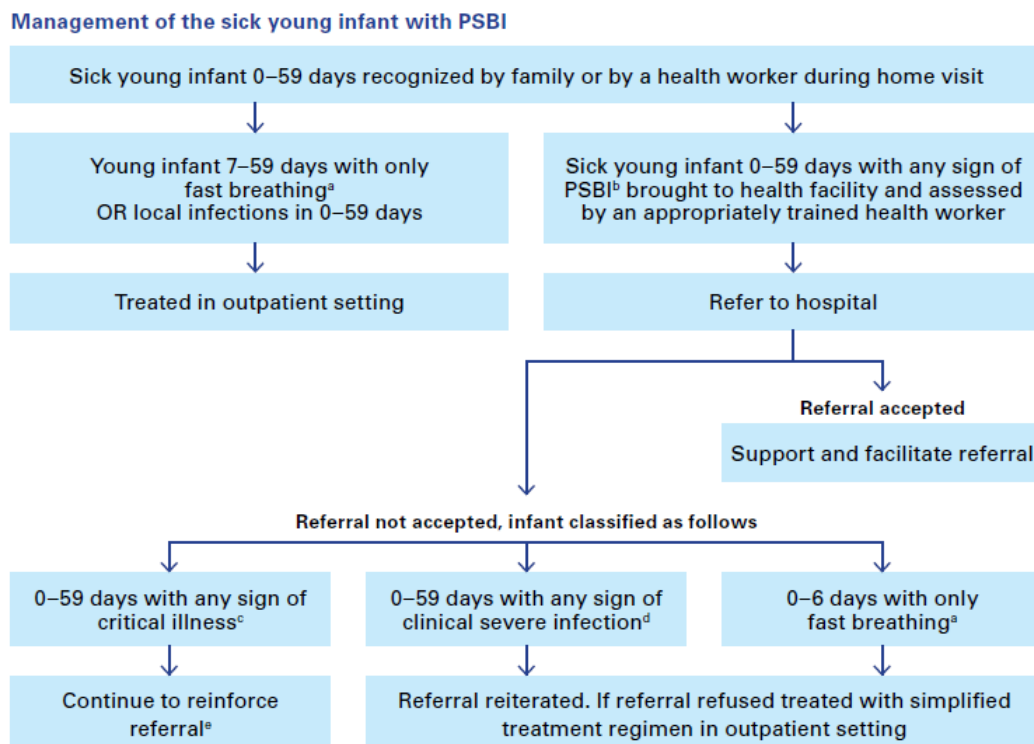 Management of the sick young infant with PSBI
Sick young infant 0–59 days recognized by family or by a health worker during home visit
Young infant 7–59 days with only
fast breathingᵃ
OR local infections in 0–59 days
Sick young infant 0–59 days with any sign of
PSBIᵇ brought to health facility and assessed
by an appropriately trained health worker
Treated in outpatient setting
Refer to hospital
Referral accepted
Support and facilitate referral
Referral not accepted, infant classified as follows
0–59 days with any sign of
critical illnessᶜ
0–59 days with any sign of
clinical severe infectionᵈ
0–6 days with only
fast breathingᵃ
Continue to reinforce
referralᵉ
Referral reiterated. If referral refused treated with simplified
treatment regimen in outpatient setting